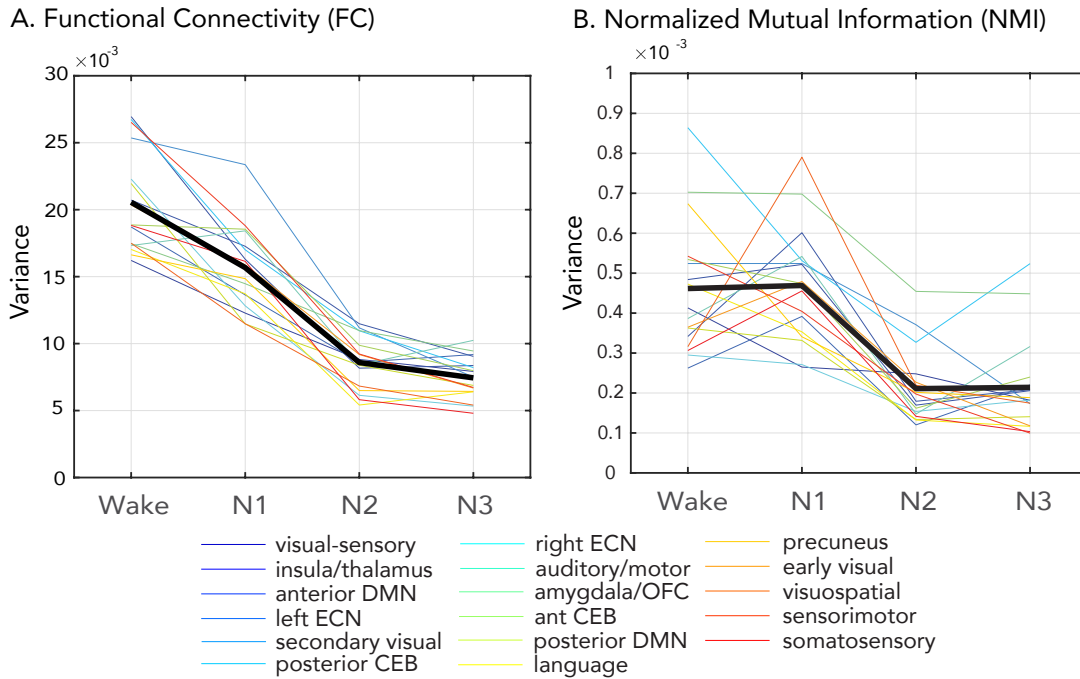 A. Functional Connectivity (FC)
×10⁻³
30
25
20
15
10
5
0
Variance
Wake N1 N2 N3
B. Normalized Mutual Information (NMI)
×10⁻³
1
0.9
0.8
0.7
0.6
0.5
0.4
0.3
0.2
0.1
0
Variance
Wake N1 N2 N3
visual-sensory
insula/thalamus
anterior DMN
left ECN
secondary visual
posterior CEB
right ECN
auditory/motor
amygdala/OFC
ant CEB
posterior DMN
language
precuneus
early visual
visuospatial
sensorimotor
somatosensory